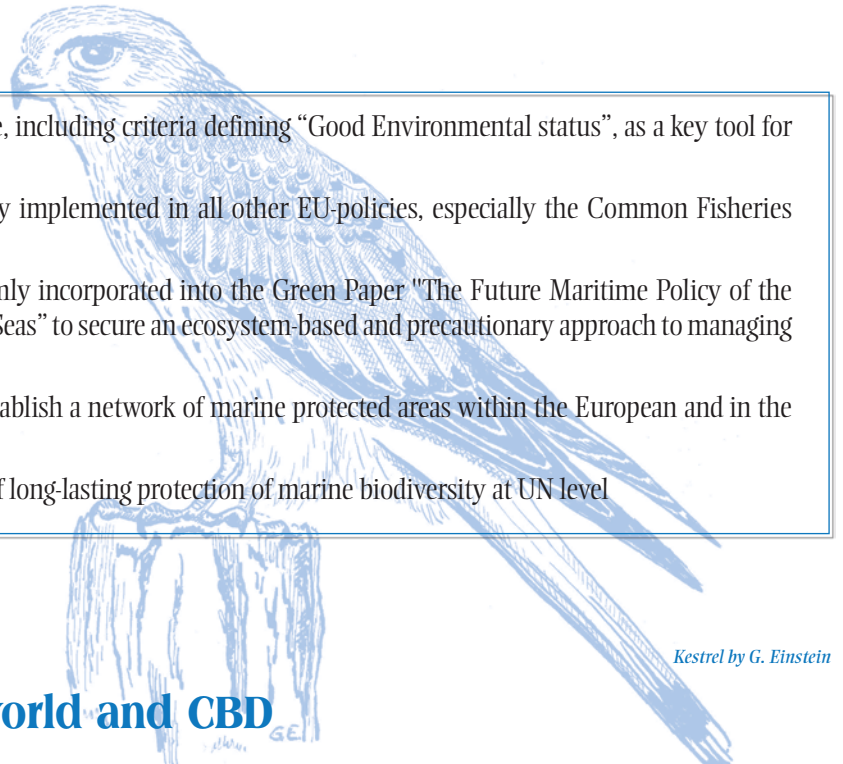 e, including criteria defining “Good Environmental status”, as a key tool for
y implemented in all other EU-policies, especially the Common Fisheries
mly incorporated into the Green Paper "The Future Maritime Policy of the
Seas” to secure an ecosystem-based and precautionary approach to managing
ablish a network of marine protected areas within the European and in the
f long-lasting protection of marine biodiversity at UN level
Kestrel by G. Einstein
orld and CBD
G.E.